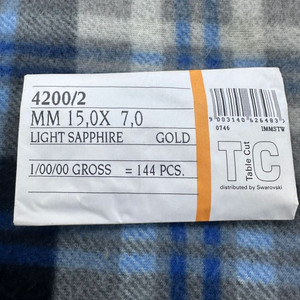 4200/2
MM 15,0X 7,0
LIGHT SAPPHIRE GOLD
1/00/00 GROSS = 144 PCS.
9003140626483
0746 IMMSTW
TC
Table Cut
distributed by Swarovski